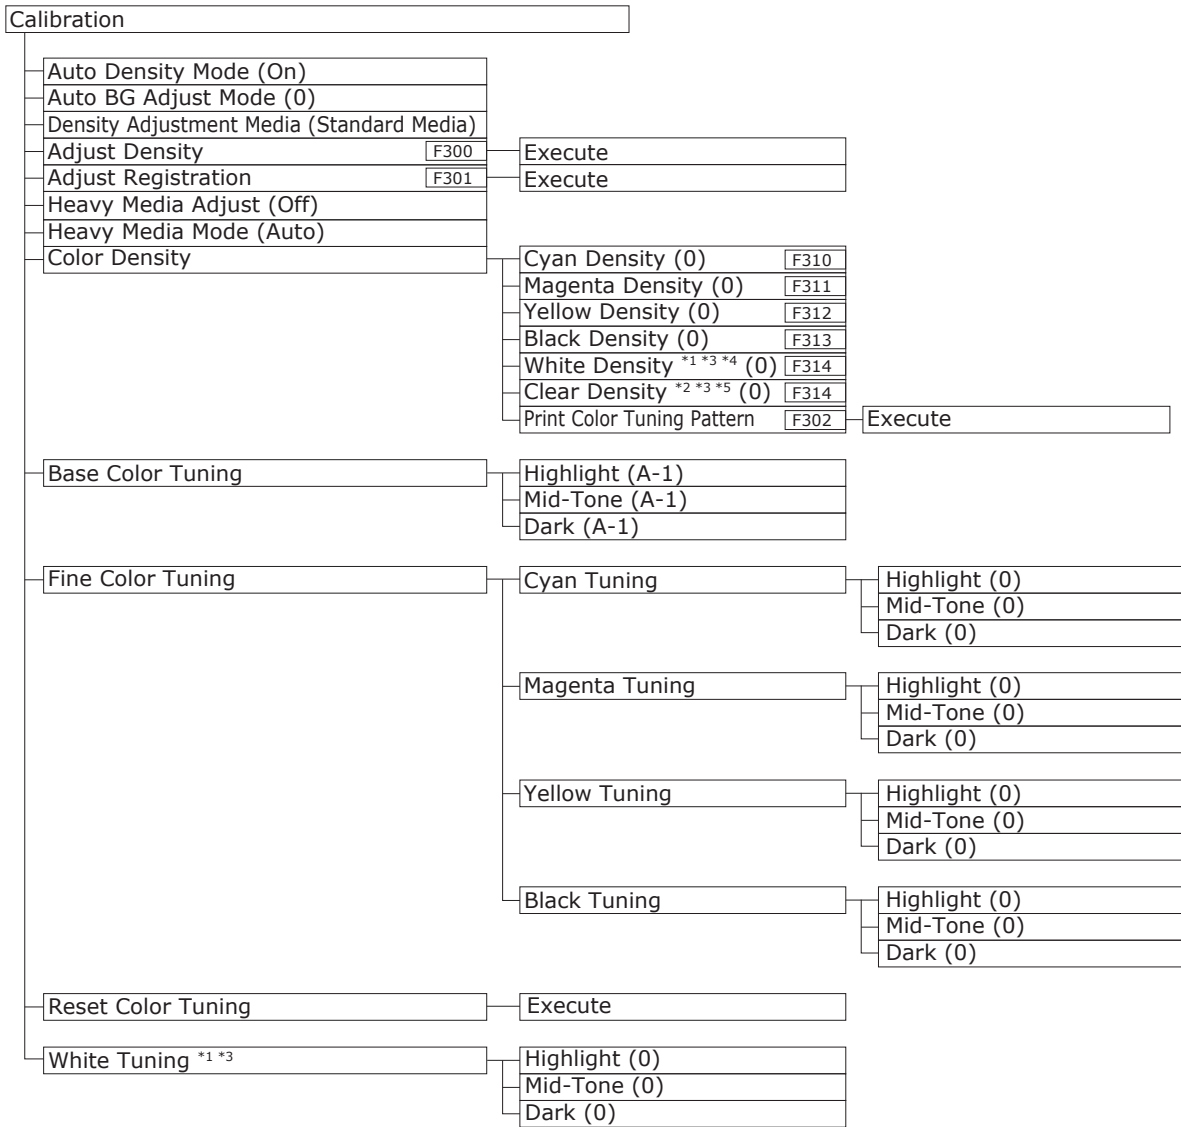 Calibration
Auto Density Mode (On)
Auto BG Adjust Mode (0)
Density Adjustment Media (Standard Media)
Adjust Density F300 Execute
Adjust Registration F301 Execute
Heavy Media Adjust (Off)
Heavy Media Mode (Auto)
Color Density Cyan Density (0) F310
Magenta Density (0) F311
Yellow Density (0) F312
Black Density (0) F313
White Density *1 *3 *4 (0) F314
Clear Density *2 *3 *5 (0) F314
Print Color Tuning Pattern F302 Execute
Base Color Tuning Highlight (A-1)
Mid-Tone (A-1)
Dark (A-1)
Fine Color Tuning Cyan Tuning Highlight (0)
Mid-Tone (0)
Dark (0)
Magenta Tuning Highlight (0)
Mid-Tone (0)
Dark (0)
Yellow Tuning Highlight (0)
Mid-Tone (0)
Dark (0)
Black Tuning Highlight (0)
Mid-Tone (0)
Dark (0)
Reset Color Tuning Execute
White Tuning *1 *3 Highlight (0)
Mid-Tone (0)
Dark (0)